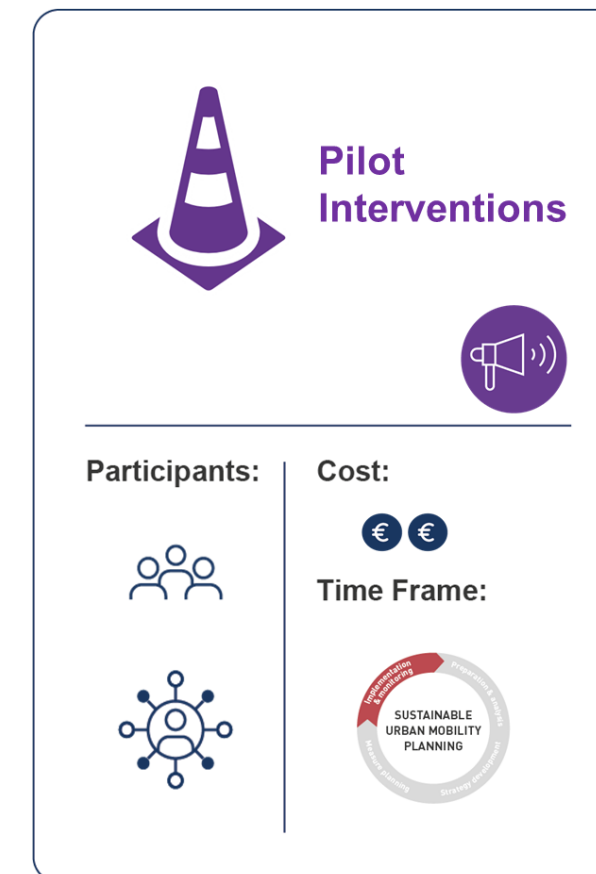 Pilot
Interventions
Participants:
Cost:
€ €
Time Frame:
Implementation
& monitoring
Preparation & analysis
SUSTAINABLE
URBAN MOBILITY
PLANNING
Measure planning
Strategy development